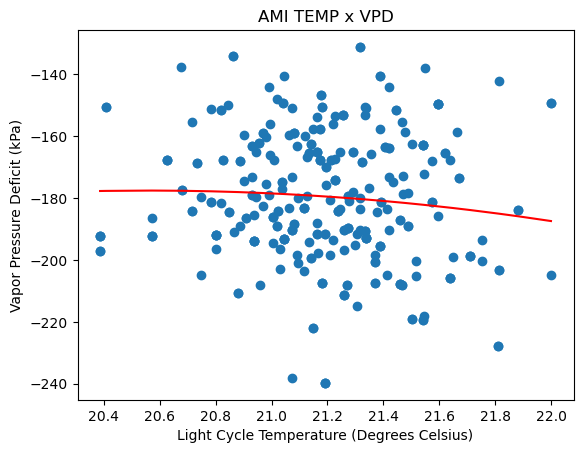 AMI TEMP x VPD
Vapor Pressure Deficit (kPa)
−140
−160
−180
−200
−220
−240
20.4 20.6 20.8 21.0 21.2 21.4 21.6 21.8 22.0
Light Cycle Temperature (Degrees Celsius)